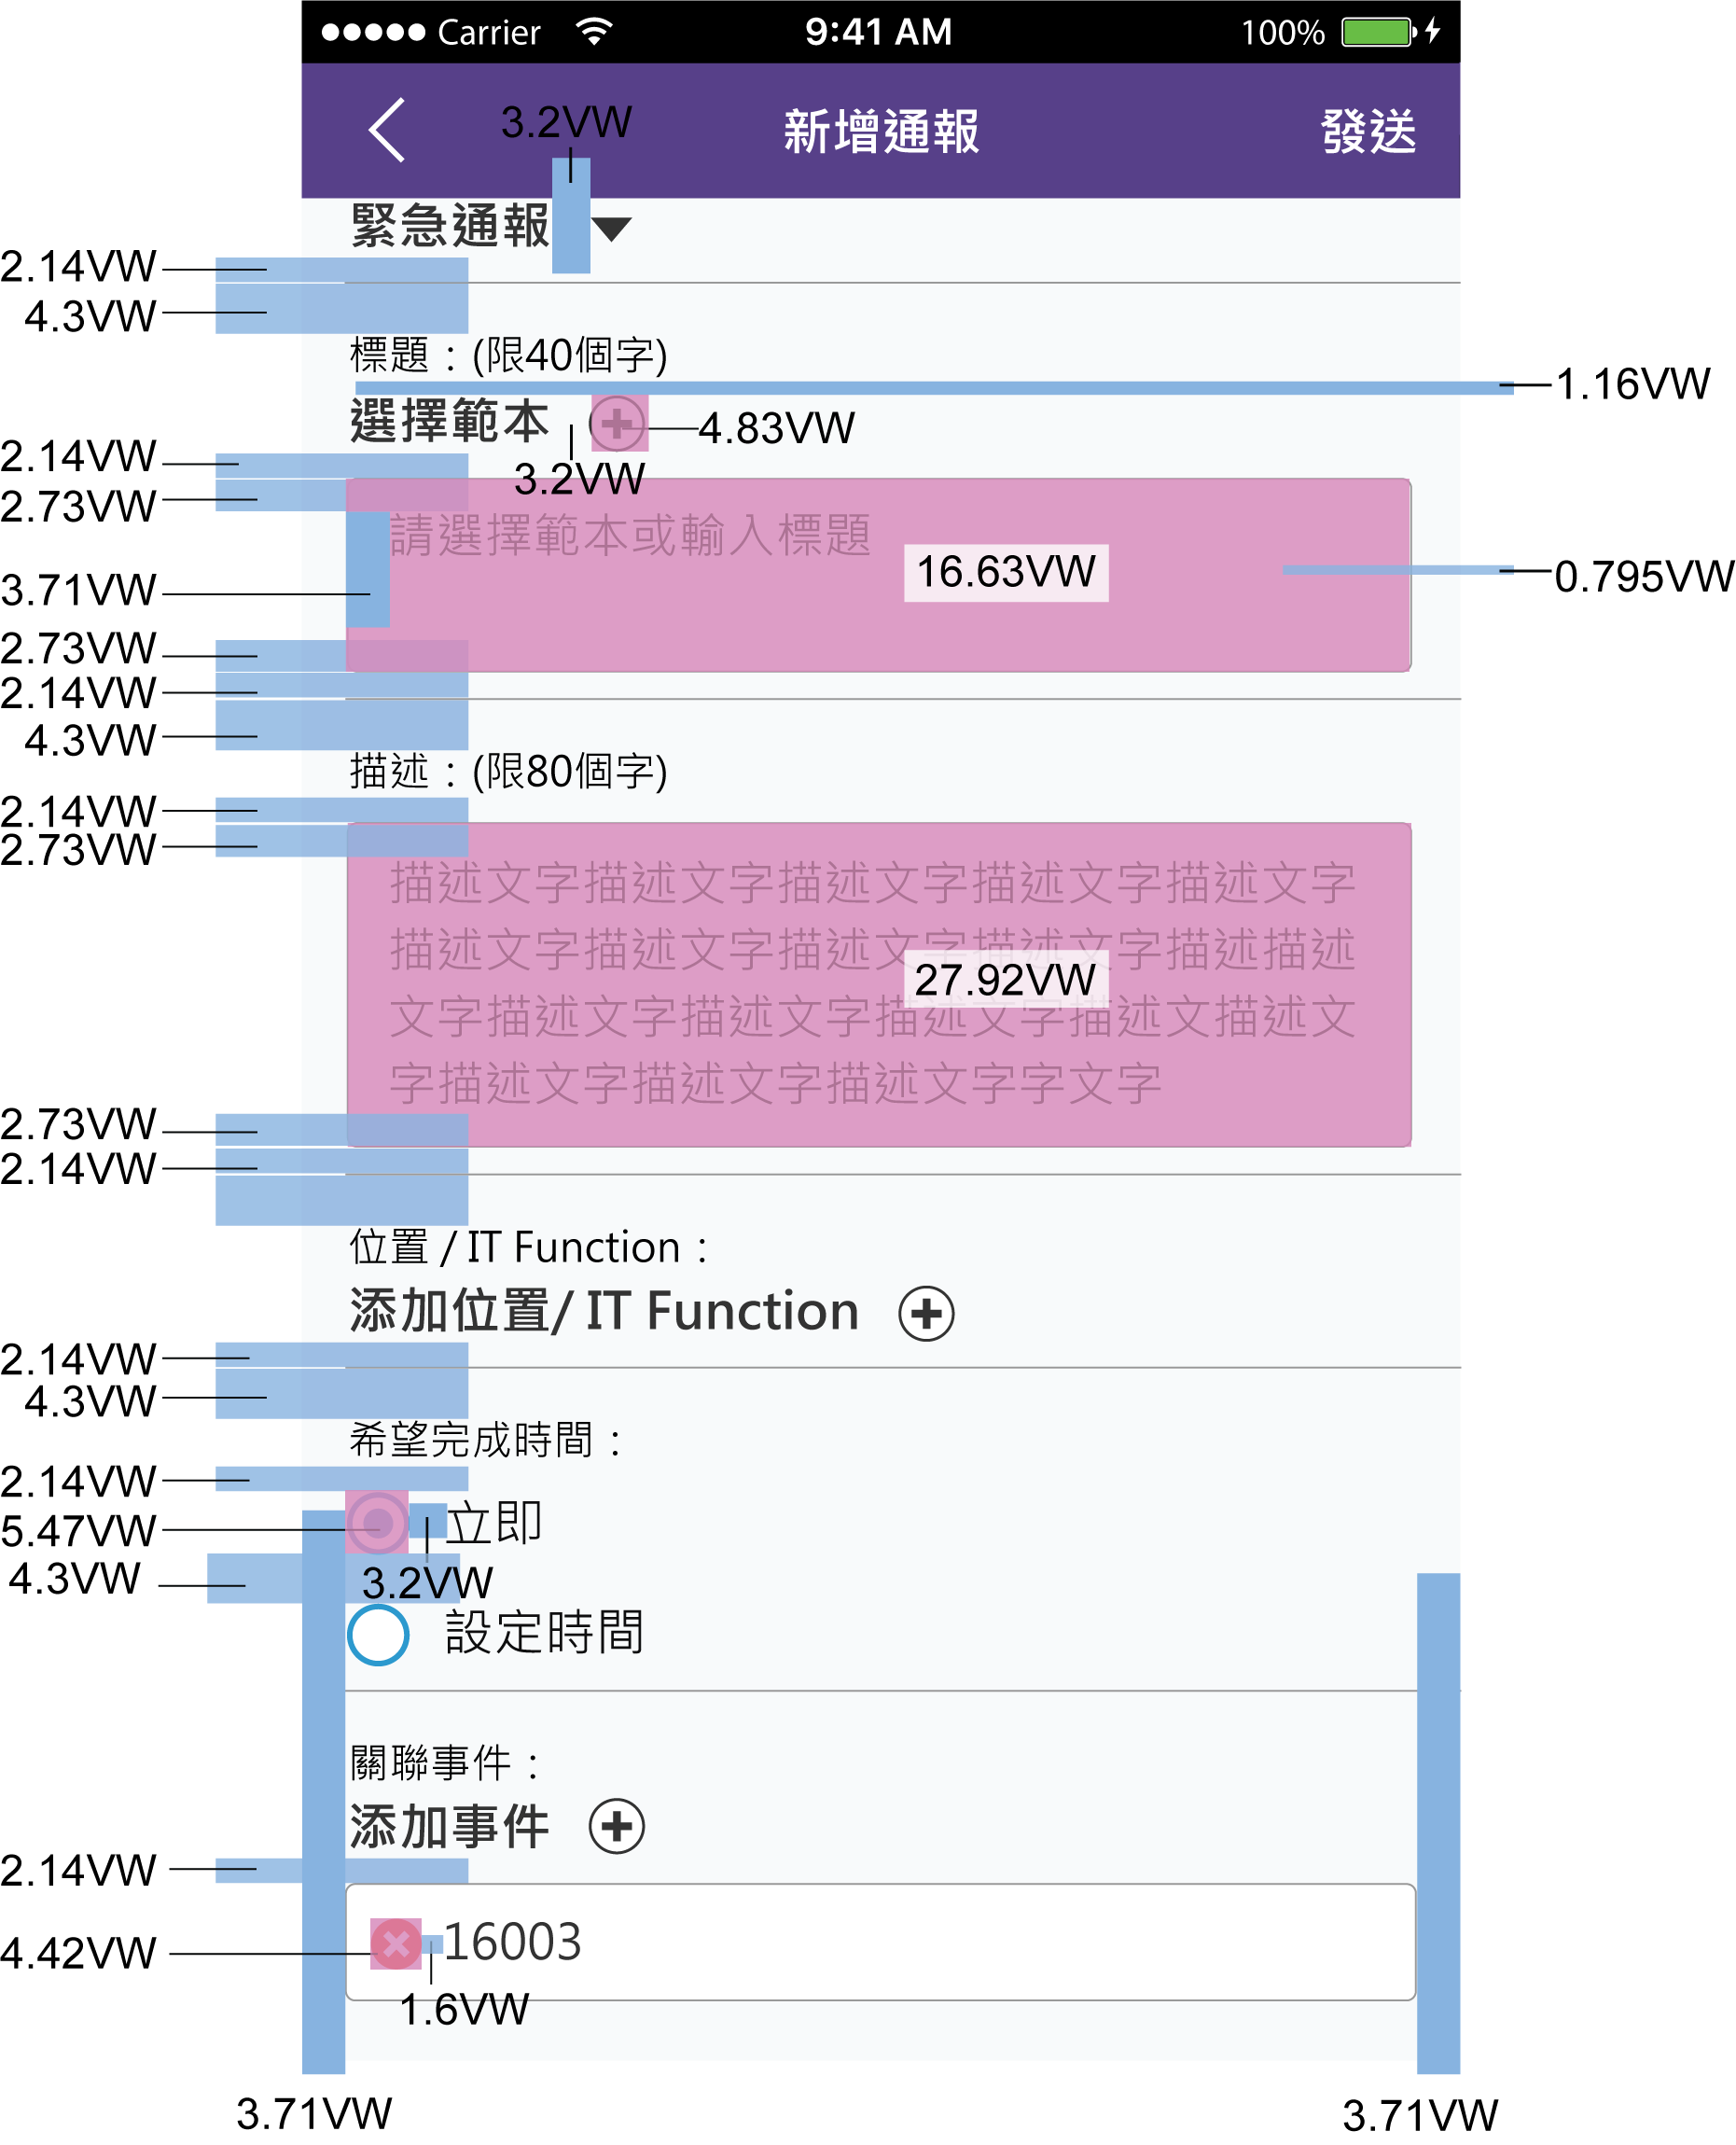 Carrier 9:41 AM 100%
3.2VW
新增通報 發送
緊急通報
2.14VW
4.3VW
標題：(限40個字)
1.16VW
選擇範本
4.83VW
2.14VW
3.2VW
2.73VW
請選擇範本或輸入標題
16.63VW
0.795VW
3.71VW
2.73VW
2.14VW
4.3VW
描述：(限80個字)
2.14VW
2.73VW
描述文字描述文字描述文字描述文字描述文字
描述文字描述文字描述文字描述文字描述描述
27.92VW
文字描述文字描述文字描述文字描述文描述文
字描述文字描述文字描述文字字文字
2.73VW
2.14VW
位置 / IT Function：
添加位置/ IT Function
2.14VW
4.3VW
希望完成時間：
2.14VW
立即
5.47VW
4.3VW
3.2VW
設定時間
關聯事件：
添加事件
2.14VW
16003
4.42VW
1.6VW
3.71VW
3.71VW